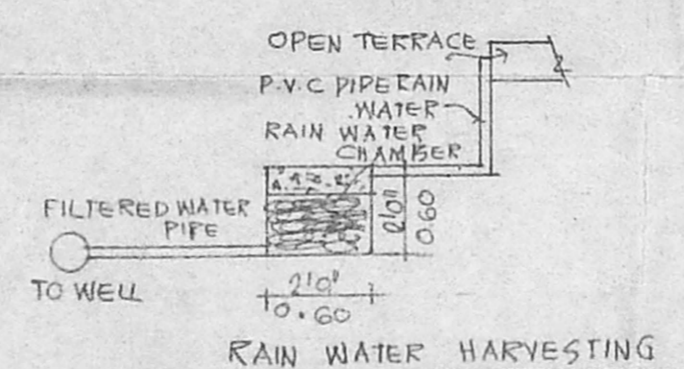 OPEN TERRACE
P.V.C PIPE RAIN
WATER
RAIN WATER
CHAMBER
FILTERED WATER
PIPE
TO WELL
2'0"
0.60
2'0"
0.60
RAIN WATER HARVESTING